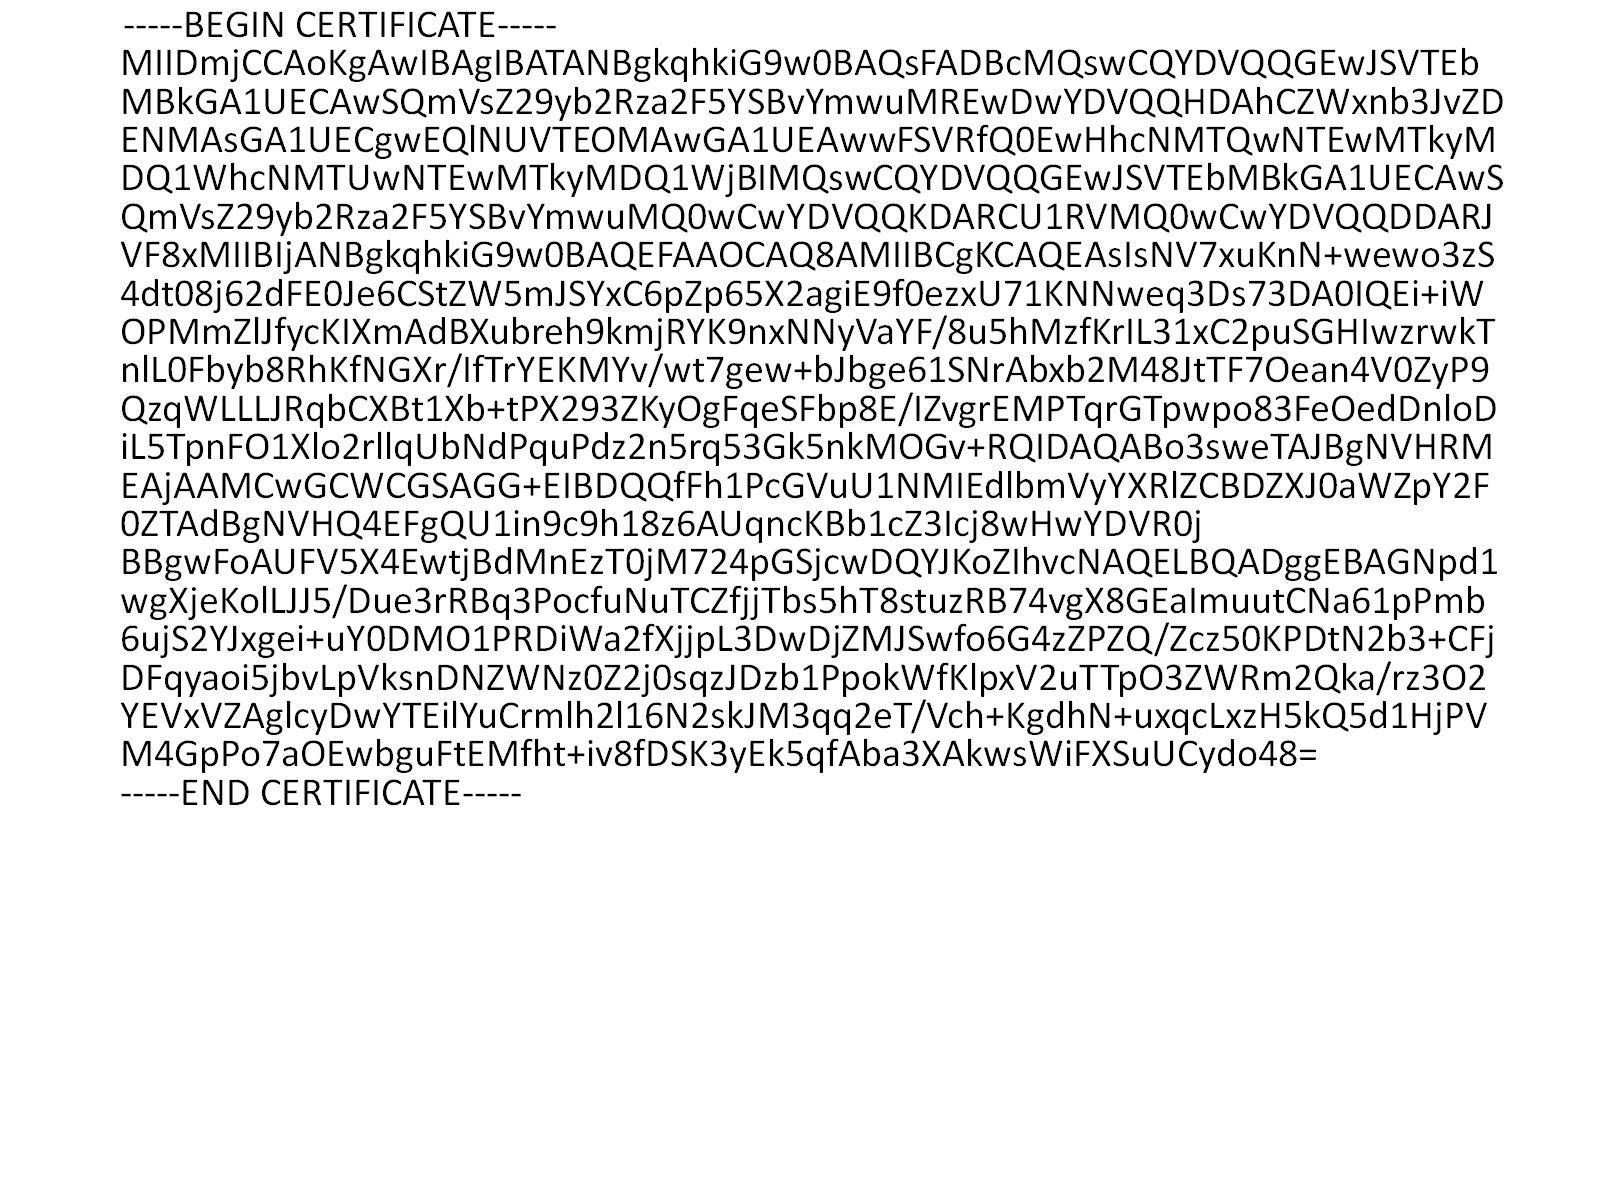 -----BEGIN CERTIFICATE-----
MIIDmjCCAoKgAwIBAgIBATANBgkqhkiG9w0BAQsFADBcMQswCQYDVQQGEwJSVTEb
MBkGA1UECAwSQmVsZ29yb2Rza2F5YSBvYmwuMREwDwYDVQQHDAhCZWxnb3JvZD
ENMAsGA1UECgwEQlNUVTEOMAwGA1UEAwwFSVRfQ0EwHhcNMTQwNTEwMTkyM
DQ1WhcNMTUwNTEwMTkyMDQ1WjBIMQswCQYDVQQGEwJSVTEbMBkGA1UECAwS
QmVsZ29yb2Rza2F5YSBvYmwuMQ0wCwYDVQQKDARCU1RVMQ0wCwYDVQQDDARJ
VF8xMIIBIjANBgkqhkiG9w0BAQEFAAOCAQ8AMIIBCgKCAQEAsIsNV7xuKnN+wewo3zS
4dt08j62dFE0Je6CStZW5mJSYxC6pZp65X2agiE9f0ezxU71KNNweq3Ds73DA0IQEi+iW
OPMmZlJfycKIXmAdBXubreh9kmjRYK9nxNNyVaYF/8u5hMzfKrIL31xC2puSGHIwzrwkT
nlL0Fbyb8RhKfNGXr/IfTrYEKMYv/wt7gew+bJbge61SNrAbxb2M48JtTF7Oean4V0ZyP9
QzqWLLLJRqbCXBt1Xb+tPX293ZKyOgFqeSFbp8E/IZvgrEMPTqrGTpwpo83FeOedDnloD
iL5TpnFO1Xlo2rllqUbNdPquPdz2n5rq53Gk5nkMOGv+RQIDAQABo3sweTAJBgNVHRM
EAjAAMCwGCWCGSAGG+EIBDQQfFh1PcGVuU1NMIEdlbmVyYXRlZCBDZXJ0aWZpY2F
0ZTAdBgNVHQ4EFgQU1in9c9h18z6AUqncKBb1cZ3Icj8wHwYDVR0j
BBgwFoAUFV5X4EwtjBdMnEzT0jM724pGSjcwDQYJKoZIhvcNAQELBQADggEBAGNpd1
wgXjeKolLJJ5/Due3rRBq3PocfuNuTCZfjjTbs5hT8stuzRB74vgX8GEaImuutCNa61pPmb
6ujS2YJxgei+uY0DMO1PRDiWa2fXjjpL3DwDjZMJSwfo6G4zZPZQ/Zcz50KPDtN2b3+CFj
DFqyaoi5jbvLpVksnDNZWNz0Z2j0sqzJDzb1PpokWfKlpxV2uTTpO3ZWRm2Qka/rz3O2
YEVxVZAglcyDwYTEilYuCrmlh2l16N2skJM3qq2eT/Vch+KgdhN+uxqcLxzH5kQ5d1HjPV
M4GpPo7aOEwbguFtEMfht+iv8fDSK3yEk5qfAba3XAkwsWiFXSuUCydo48=
-----END CERTIFICATE-----